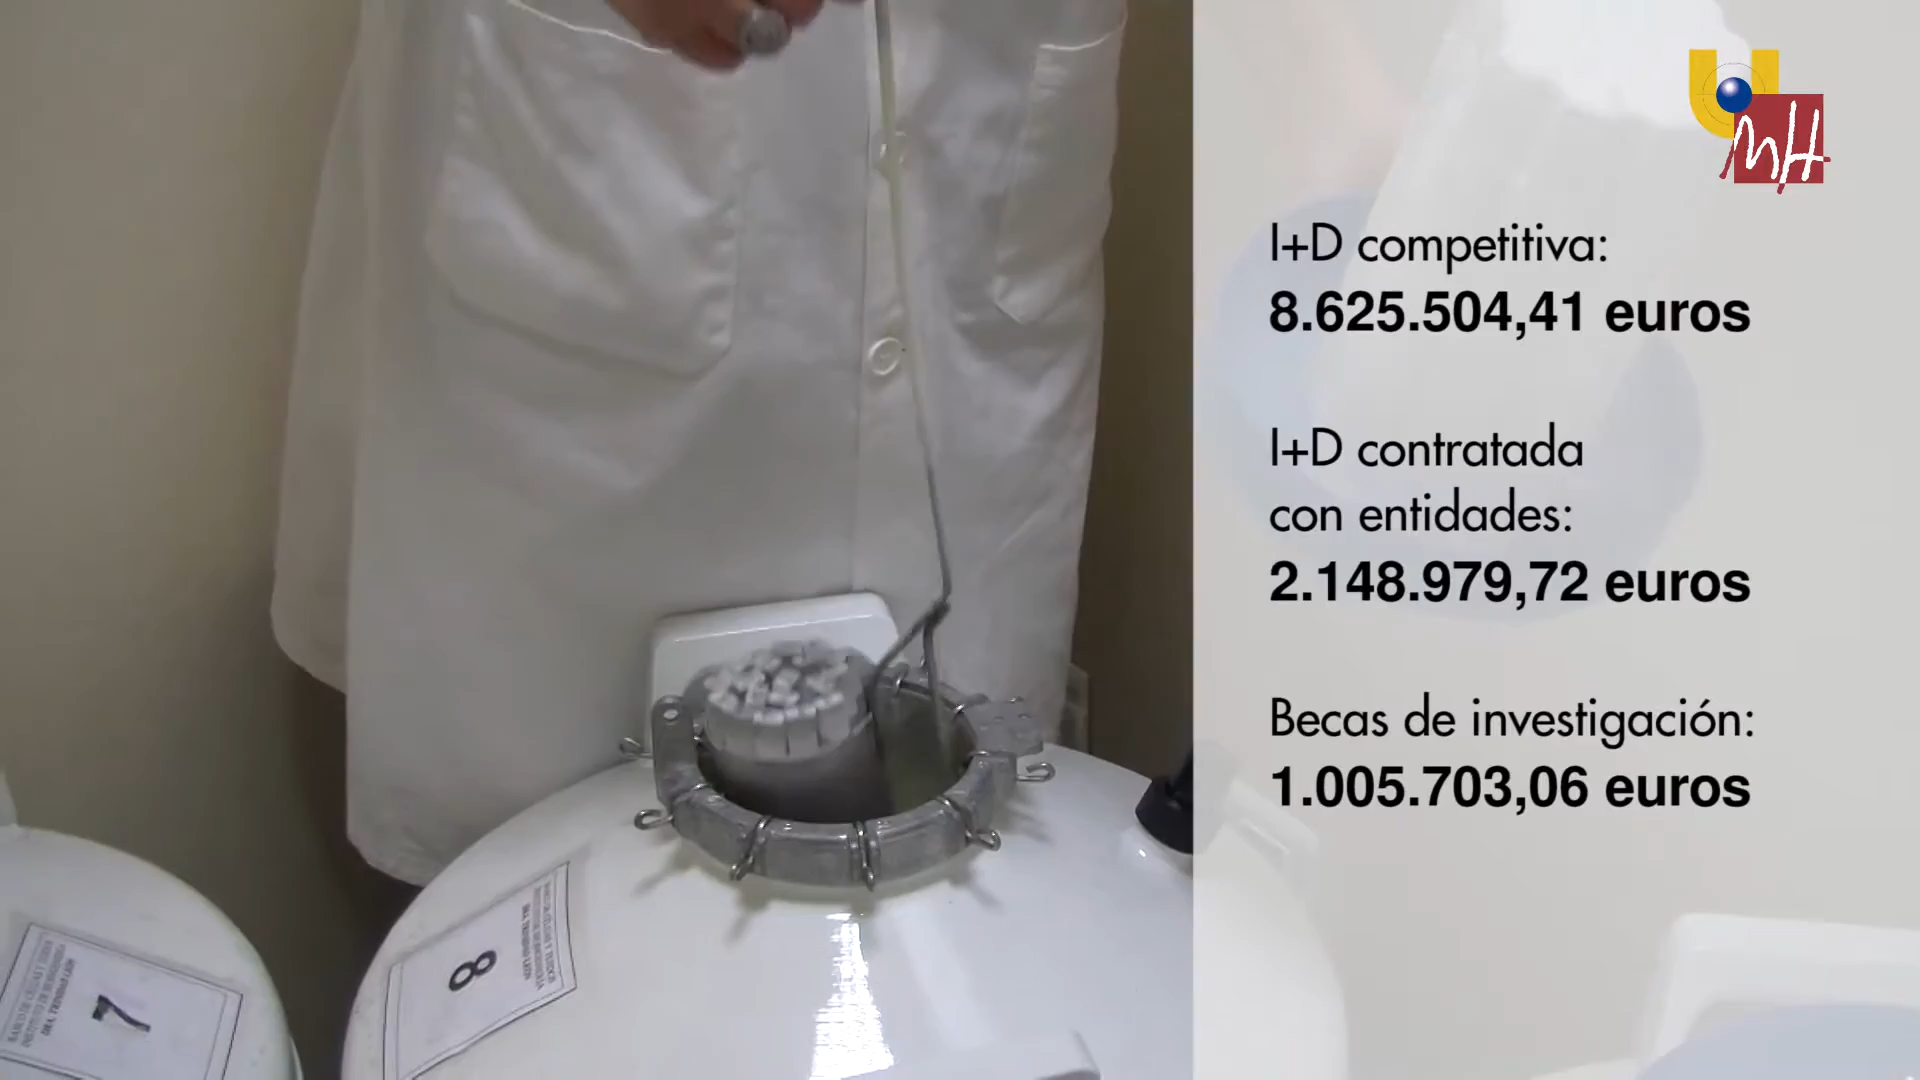 UMH
I+D competitiva:
8.625.504,41 euros
I+D contratada
con entidades:
2.148.979,72 euros
Becas de investigación:
1.005.703,06 euros
8
7